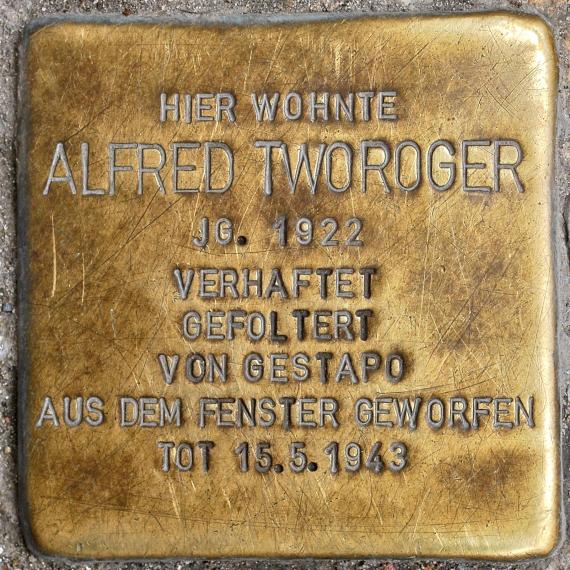 HIER WOHNTE
ALFRED TWOROGER
JG. 1922
VERHAFTET
GEFOLTERT
VON GESTAPO
AUS DEM FENSTER GEWORFEN
TOT 15.5.1943